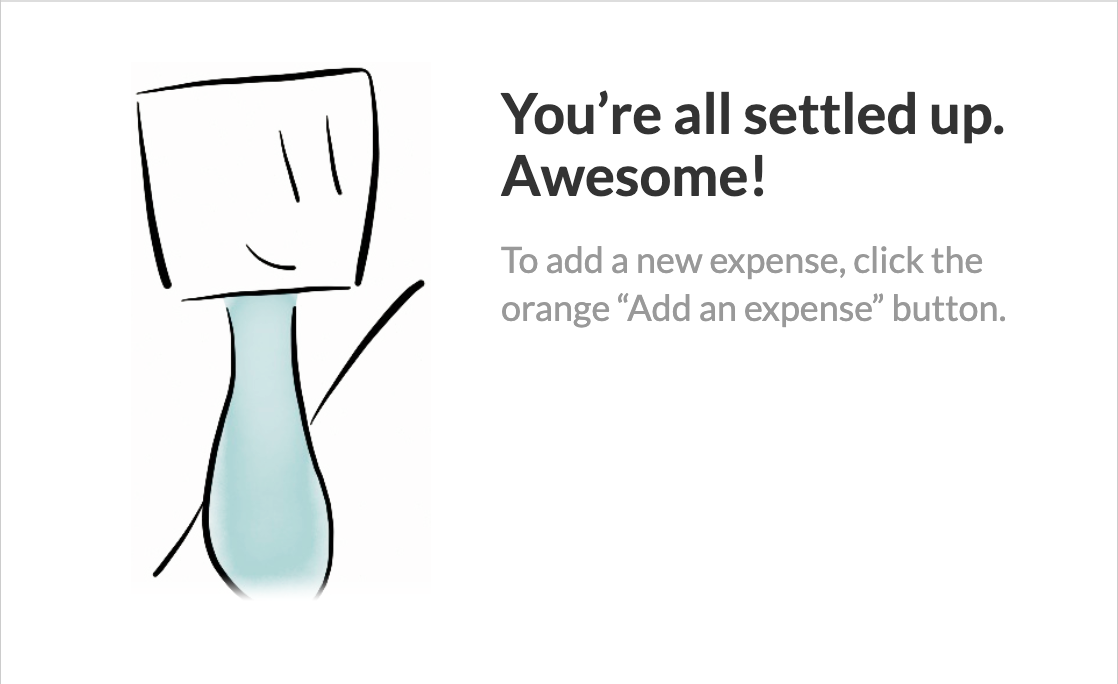 You’re all settled up.
Awesome!
To add a new expense, click the
orange “Add an expense” button.